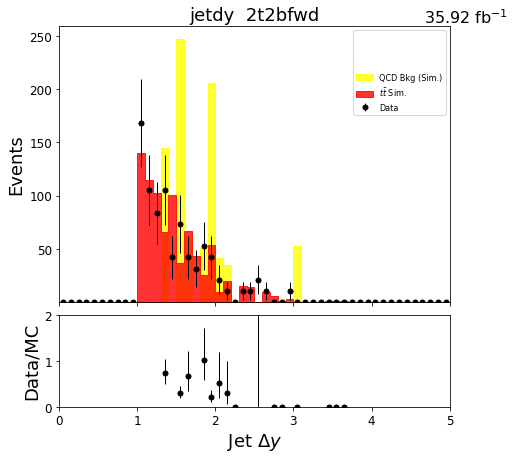 jetdy 2t2bfwd
35.92 fb⁻¹
QCD Bkg (Sim.)
tt̄ Sim.
Data
Events
250
200
150
100
50
Data/MC
2
1
0
0 1 2 3 4 5
Jet Δy